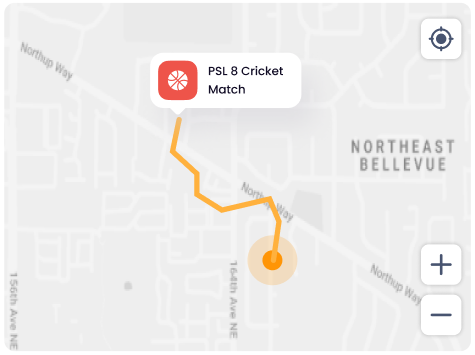 Northup Way
PSL 8 Cricket
Match
NORTHEAST
BELLEVUE
Northup Way
156th Ave NE
164th Ave NE
Northup Way